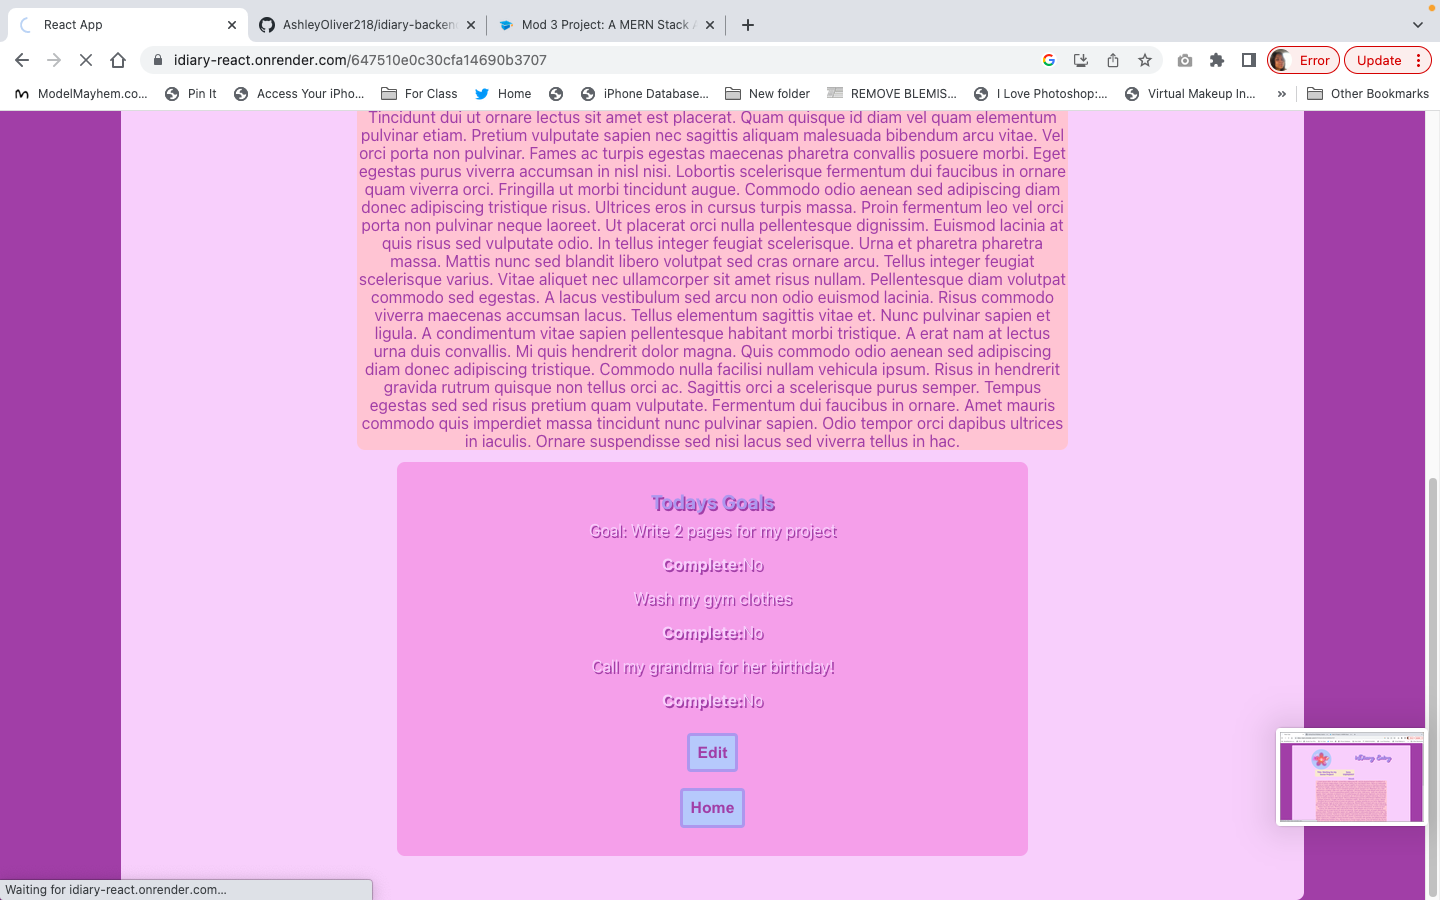 React App
AshleyOliver218/idiary-backen
Mod 3 Project: A MERN Stack A
idiary-react.onrender.com/647510e0c30cfa14690b3707
Error
Update
ModelMayhem.co...
Pin It
Access Your iPho...
For Class
Home
iPhone Database...
New folder
REMOVE BLEMIS...
I Love Photoshop:...
Virtual Makeup In...
»
Other Bookmarks
Tincidunt dui ut ornare lectus sit amet est placerat. Quam quisque id diam vel quam elementum
pulvinar etiam. Pretium vulputate sapien nec sagittis aliquam malesuada bibendum arcu vitae. Vel
orci porta non pulvinar. Fames ac turpis egestas maecenas pharetra convallis posuere morbi. Eget
egestas purus viverra accumsan in nisl nisi. Lobortis scelerisque fermentum dui faucibus in ornare
quam viverra orci. Fringilla ut morbi tincidunt augue. Commodo odio aenean sed adipiscing diam
donec adipiscing tristique risus. Ultrices eros in cursus turpis massa. Proin fermentum leo vel orci
porta non pulvinar neque laoreet. Ut placerat orci nulla pellentesque dignissim. Euismod lacinia at
quis risus sed vulputate odio. In tellus integer feugiat scelerisque. Urna et pharetra pharetra
massa. Mattis nunc sed blandit libero volutpat sed cras ornare arcu. Tellus integer feugiat
scelerisque varius. Vitae aliquet nec ullamcorper sit amet risus nullam. Pellentesque diam volutpat
commodo sed egestas. A lacus vestibulum sed arcu non odio euismod lacinia. Risus commodo
viverra maecenas accumsan lacus. Tellus elementum sagittis vitae et. Nunc pulvinar sapien et
ligula. A condimentum vitae sapien pellentesque habitant morbi tristique. A erat nam at lectus
urna duis convallis. Mi quis hendrerit dolor magna. Quis commodo odio aenean sed adipiscing
diam donec adipiscing tristique. Commodo nulla facilisi nullam vehicula ipsum. Risus in hendrerit
gravida rutrum quisque non tellus orci ac. Sagittis orci a scelerisque purus semper. Tempus
egestas sed sed risus pretium quam vulputate. Fermentum dui faucibus in ornare. Amet mauris
commodo quis imperdiet massa tincidunt nunc pulvinar sapien. Odio tempor orci dapibus ultrices
in iaculis. Ornare suspendisse sed nisi lacus sed viverra tellus in hac.
Todays Goals
Goal: Write 2 pages for my project
Complete:No
Wash my gym clothes
Complete:No
Call my grandma for her birthday!
Complete:No
Edit
Home
iDiary Entry
Waiting for idiary-react.onrender.com...